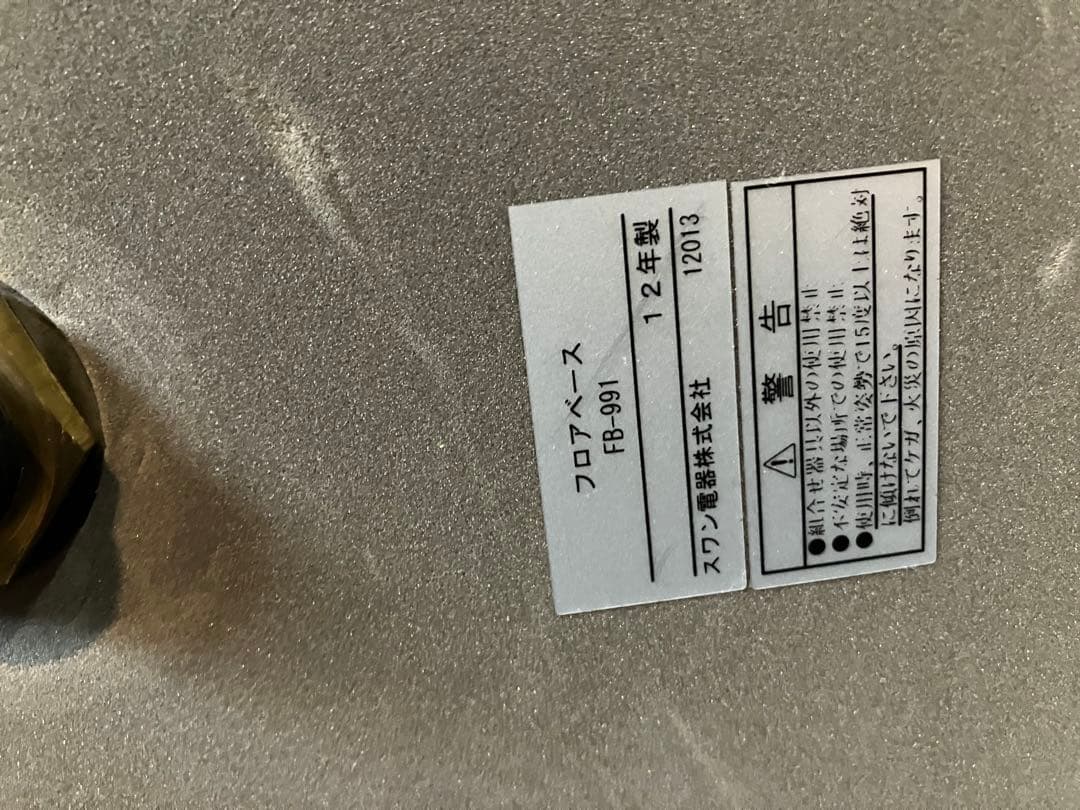 フロアベース
FB-991
12年製
スワン電器株式会社 12013
⚠ 警告
●組合せ器具以外の使用禁止
●不安定な場所での使用禁止
●使用時、正常姿勢で15度以上は絶対
に傾けないで下さい。
倒れてケガ、火災の原因になります。